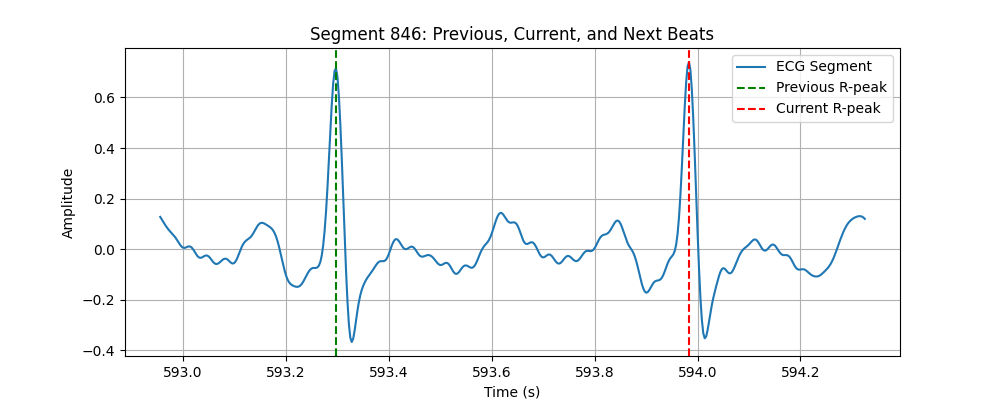 Segment 846: Previous, Current, and Next Beats
ECG Segment
Previous R-peak
Current R-peak
Amplitude
0.6
0.4
0.2
0.0
−0.2
−0.4
593.0 593.2 593.4 593.6 593.8 594.0 594.2
Time (s)